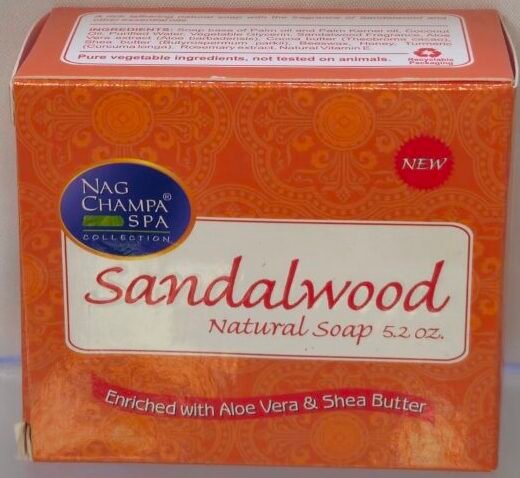 INGREDIENTS: Soap base of Palm oil and Palm Kernel oil, Coconut
Oil, Purified Water, Vegetable Glycerin, Sandalwood Fragrance, Aloe
Vera extract (Aloe barbadensis), Cocoa butter (Theobroma cacao),
Shea butter (Butyrospermum parkii), Beeswax, Honey, Turmeric
(Curcuma longa), Rosemary extract, Natural Vitamin E.
Pure vegetable ingredients, not tested on animals.
Recyclable
Packaging
NEW
NAG
CHAMPA®
SPA
COLLECTION
Sandalwood
Natural Soap 5.2 oz.
Enriched with Aloe Vera & Shea Butter